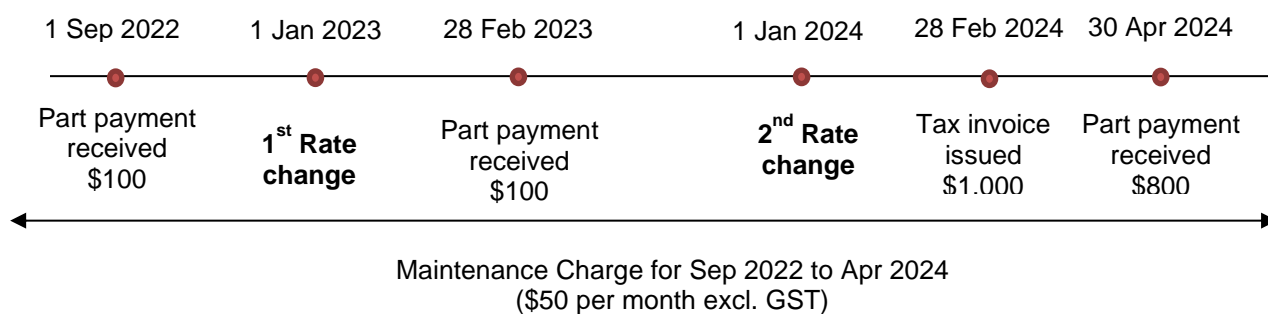 1 Sep 2022
1 Jan 2023
28 Feb 2023
1 Jan 2024
28 Feb 2024
30 Apr 2024
Part payment
received
$100
1st Rate
change
Part payment
received
$100
2nd Rate
change
Tax invoice
issued
$1,000
Part payment
received
$800
Maintenance Charge for Sep 2022 to Apr 2024
($50 per month excl. GST)